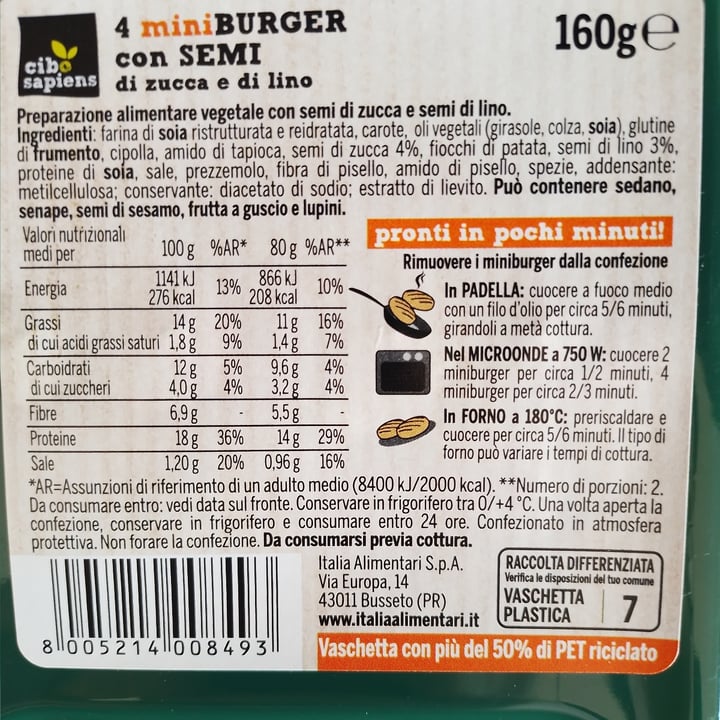 cibo
sapiens
4 miniBURGER
con SEMI
di zucca e di lino
160g e
Preparazione alimentare vegetale con semi di zucca e semi di lino.
Ingredienti: farina di soia ristrutturata e reidratata, carote, oli vegetali (girasole, colza, soia), glutine
di frumento, cipolla, amido di tapioca, semi di zucca 4%, fiocchi di patata, semi di lino 3%,
proteine di soia, sale, prezzemolo, fibra di pisello, amido di pisello, spezie, addensante:
metilcellulosa; conservante: diacetato di sodio; estratto di lievito. Può contenere sedano,
senape, semi di sesamo, frutta a guscio e lupini.
Valori nutrizionali
medi per 100 g %AR* 80 g %AR**
Energia 1141 kJ 13% 866 kJ 10%
276 kcal 208 kcal
Grassi 14 g 20% 11 g 16%
di cui acidi grassi saturi 1,8 g 9% 1,4 g 7%
Carboidrati 12 g 5% 9,6 g 4%
di cui zuccheri 4,0 g 4% 3,2 g 4%
Fibre 6,9 g - 5,5 g -
Proteine 18 g 36% 14 g 29%
Sale 1,20 g 20% 0,96 g 16%
pronti in pochi minuti!
Rimuovere i miniburger dalla confezione
In PADELLA: cuocere a fuoco medio
con un filo d'olio per circa 5/6 minuti,
girandoli a metà cottura.
Nel MICROONDE a 750 W: cuocere 2
miniburger per circa 1/2 minuti, 4
miniburger per circa 2/3 minuti.
In FORNO a 180°C: preriscaldare e
cuocere per circa 5/6 minuti. Il tipo di
forno può variare i tempi di cottura.
*AR=Assunzioni di riferimento di un adulto medio (8400 kJ/2000 kcal). **Numero di porzioni: 2.
Da consumare entro: vedi data sul fronte. Conservare in frigorifero tra 0/+4 °C. Una volta aperta la
confezione, conservare in frigorifero e consumare entro 24 ore. Confezionato in atmosfera
protettiva. Non forare la confezione. Da consumarsi previa cottura.
8 005214 008493
Italia Alimentari S.p.A.
Via Europa, 14
43011 Busseto (PR)
www.italiaalimentari.it
RACCOLTA DIFFERENZIATA
Verifica le disposizioni del tuo comune
VASCHETTA
PLASTICA 7
Vaschetta con più del 50% di PET riciclato